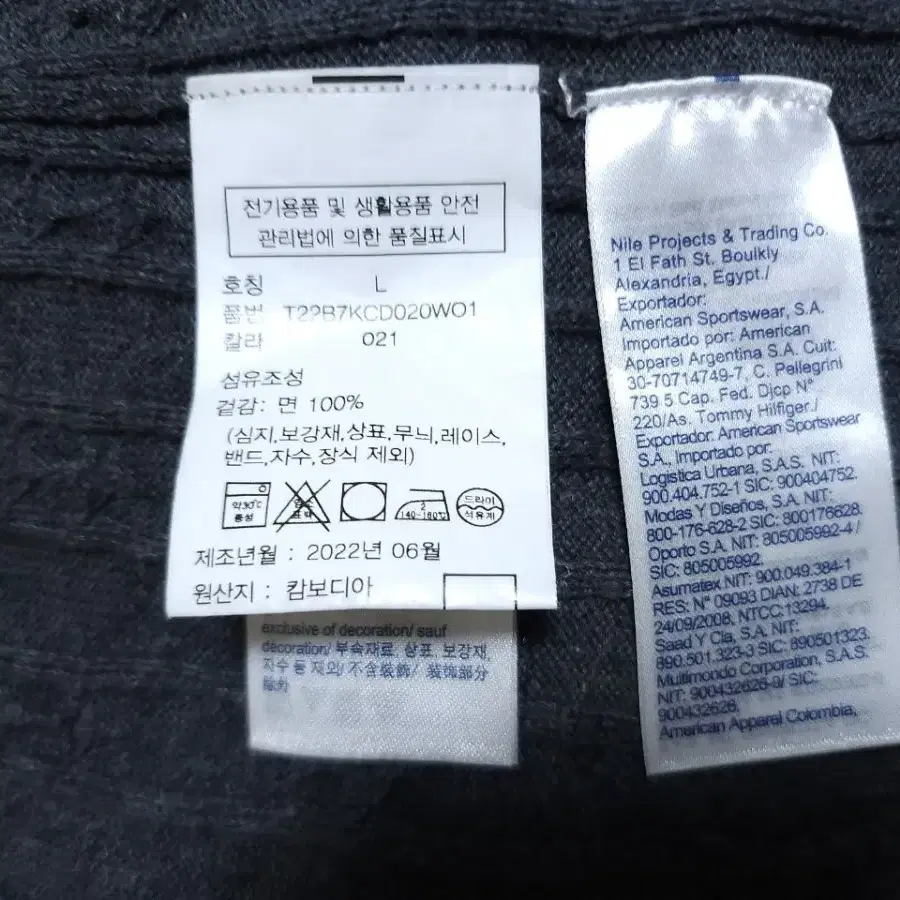 전기용품 및 생활용품 안전
관리법에 의한 품질표시
호칭 L
품번 T22B7KCD020WO1
칼라 021
섬유조성
겉감: 면 100%
(심지,보강재,상표,무늬,레이스,
밴드,자수,장식 제외)
약30℃
중성
2
140-160℃
드라이
석유계
제조년월 : 2022년 06월
원산지 : 캄보디아
exclusive of decoration/ sauf
decoration/ 부속재료, 상표, 보강재,
자수 등 제외/ 不含装飾/ 装飾部分
除く
Nile Projects & Trading Co.
1 El Fath St. Boulkly
Alexandria, Egypt./
Exportador:
American Sportswear, S.A.
Importado por: American
Apparel Argentina S.A. Cuit:
30-70714749-7, C. Pellegrini
739 5 Cap. Fed. Djcp N°
220/As. Tommy Hilfiger./
Exportador: American Sportswear
S.A., Importado por:
Logistica Urbana, S.A.S. NIT:
900.404.752-1 SIC: 900404752.
Modas Y Diseños, S.A. NIT:
800-176-628-2 SIC: 800176628.
Oporto S.A. NIT: 805005992-4 /
SIC: 805005992.
Asumatex NIT: 900.049.384-1
RES: N° 09093 DIAN: 2738 DE
24/09/2008, NTCC:13294.
Saad Y Cia, S.A. NIT:
890.501.323-3 SIC: 890501323.
Multimondo Corporation, S.A.S.
NIT: 900432628-9/ SIC:
900432628.
American Apparel Colombia,